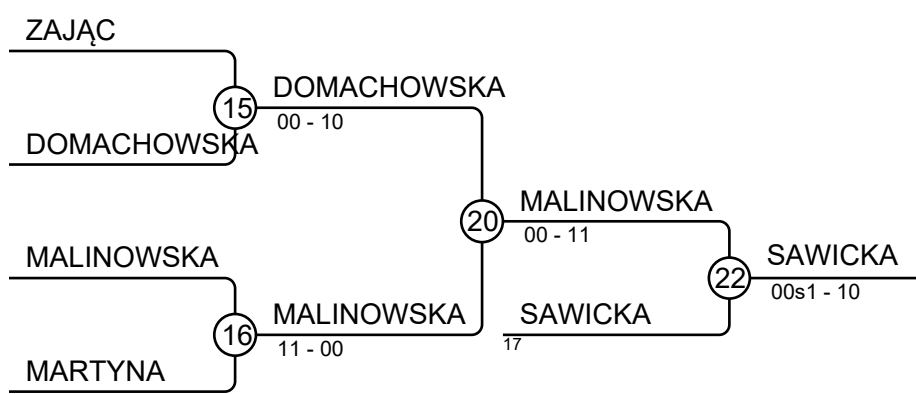 ZAJĄC
15
DOMACHOWSKA
00 - 10
DOMACHOWSKA
20
MALINOWSKA
00 - 11
MALINOWSKA
16
MALINOWSKA
11 - 00
MARTYNA
SAWICKA
17
22
SAWICKA
00s1 - 10